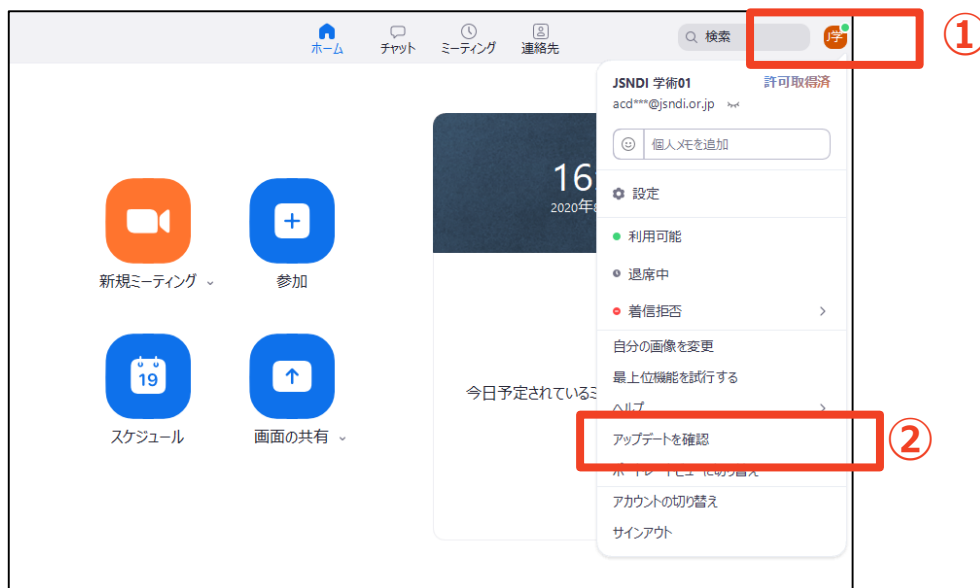 ホーム
チャット
ミーティング
連絡先
検索
J学
①
JSNDI 学術01
許可取得済
acd***@jsndi.or.jp
個人メモを追加
設定
利用可能
退席中
着信拒否
自分の画像を変更
最上位機能を試行する
ヘルプ
アップデートを確認
②
アカウントの切り替え
サインアウト
新規ミーティング
参加
19
スケジュール
画面の共有
16
2020年
今日予定されている